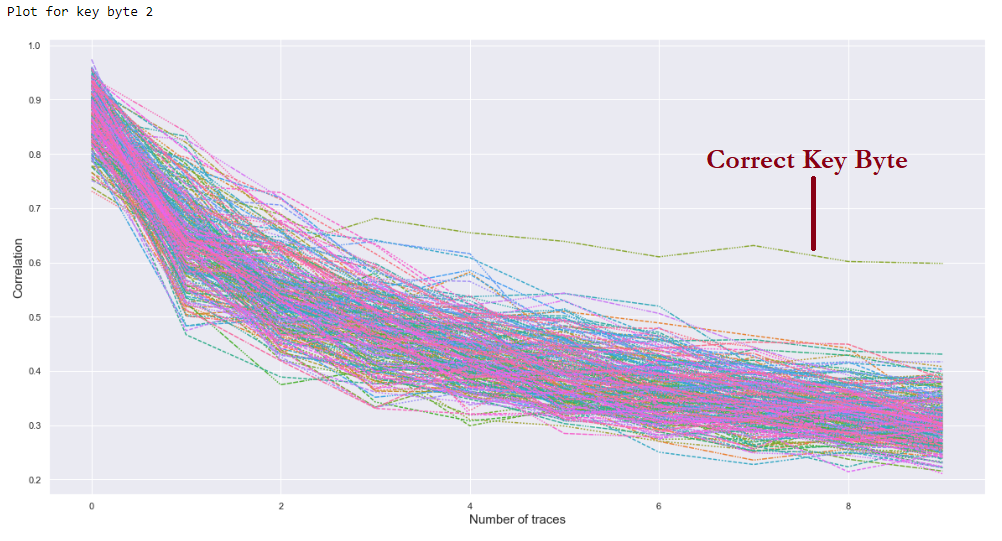 Plot for key byte 2
1.0
0.9
0.8
0.7
0.6
0.5
0.4
0.3
0.2
Correlation
Correct Key Byte
0 2 4 6 8
Number of traces